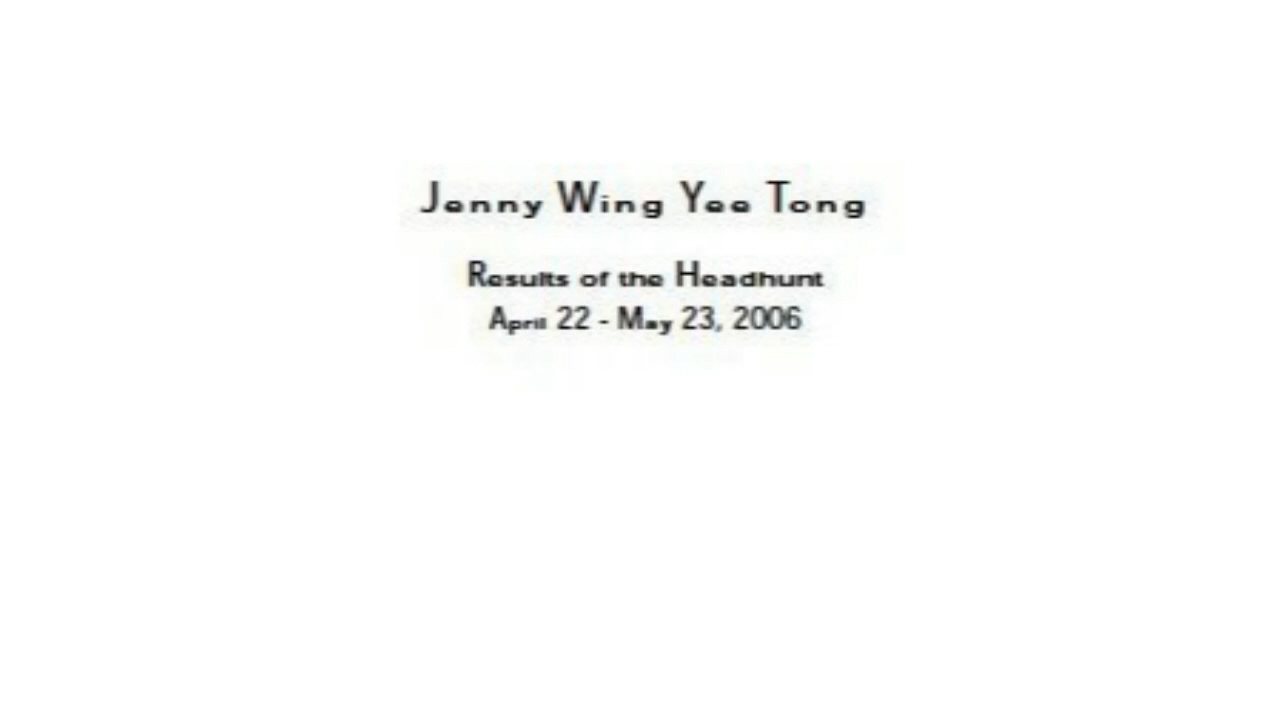 Jenny Wing Yee Tong
Results of the Headhunt
April 22 - May 23, 2006